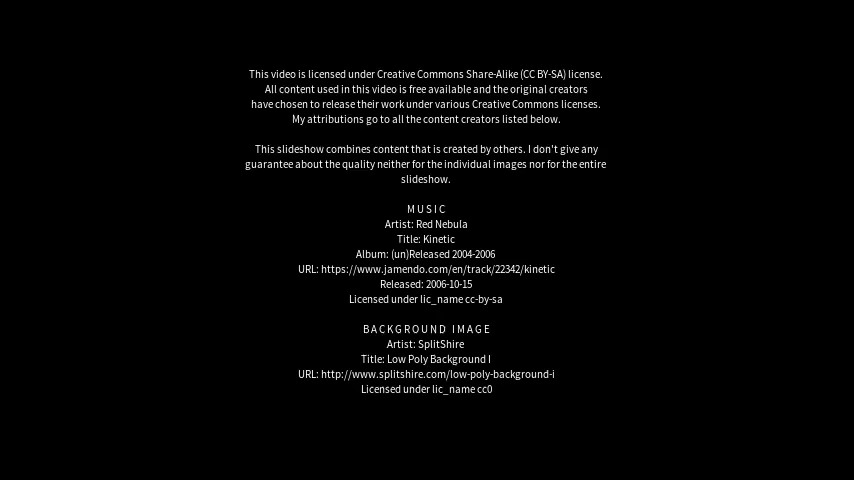 This video is licensed under Creative Commons Share-Alike (CC BY-SA) license.
All content used in this video is free available and the original creators
have chosen to release their work under various Creative Commons licenses.
My attributions go to all the content creators listed below.
This slideshow combines content that is created by others. I don't give any
guarantee about the quality neither for the individual images nor for the entire
slideshow.
MUSIC
Artist: Red Nebula
Title: Kinetic
Album: (un)Released 2004-2006
URL: https://www.jamendo.com/en/track/22342/kinetic
Released: 2006-10-15
Licensed under lic_name cc-by-sa
BACKGROUND IMAGE
Artist: SplitShire
Title: Low Poly Background I
URL: http://www.splitshire.com/low-poly-background-i
Licensed under lic_name cc0